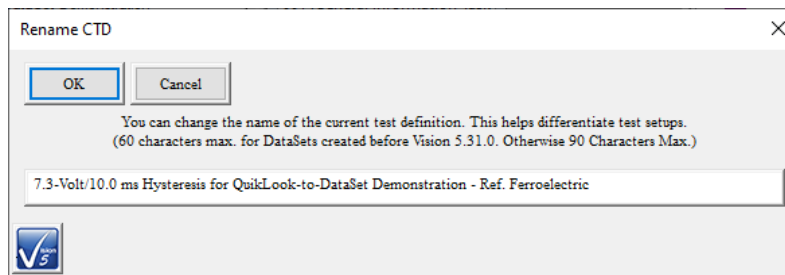 Rename CTD
OK
Cancel
You can change the name of the current test definition. This helps differentiate test setups.
(60 characters max. for DataSets created before Vision 5.31.0. Otherwise 90 Characters Max.)
7.3-Volt/10.0 ms Hysteresis for QuikLook-to-DataSet Demonstration - Ref. Ferroelectric
Vision
5